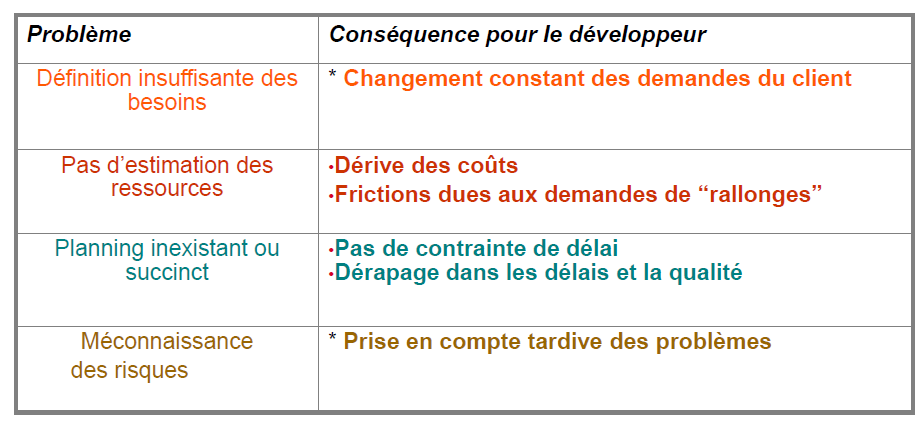 Problème
Conséquence pour le développeur
Définition insuffisante des
besoins
* Changement constant des demandes du client
Pas d’estimation des
ressources
•Dérive des coûts
•Frictions dues aux demandes de “rallonges”
Planning inexistant ou
succinct
•Pas de contrainte de délai
•Dérapage dans les délais et la qualité
Méconnaissance
des risques
* Prise en compte tardive des problèmes